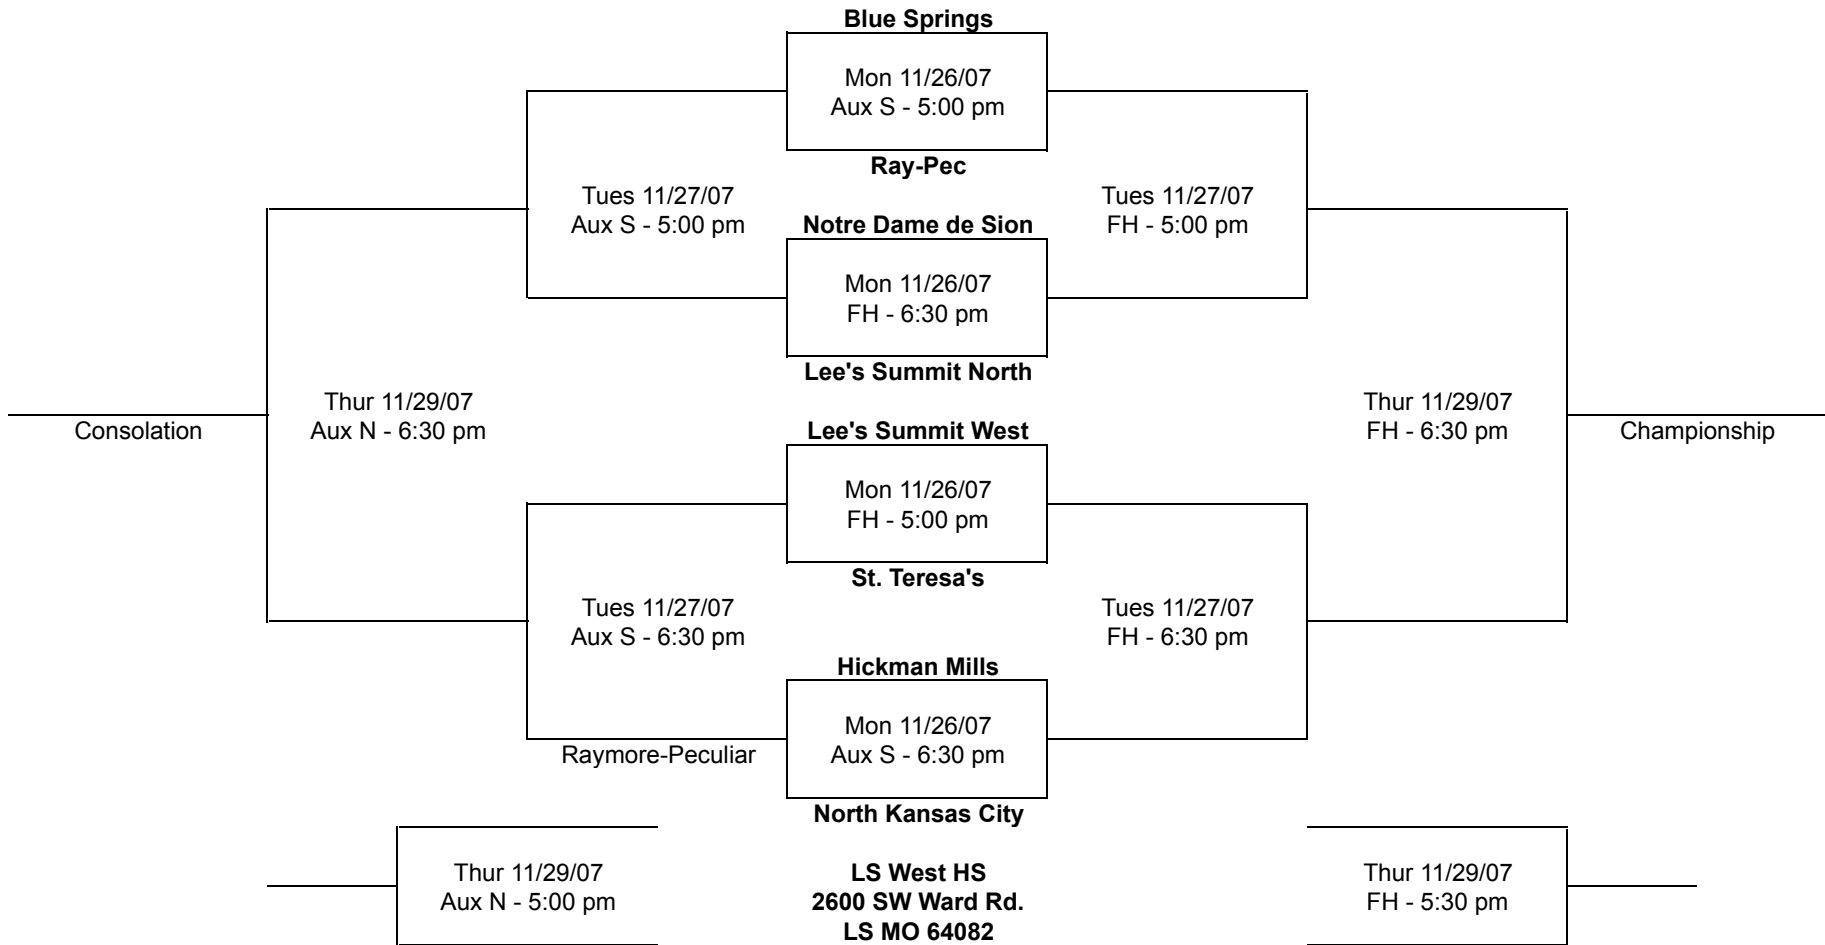 Blue Springs
Mon 11/26/07
Aux S - 5:00 pm
Ray-Pec
Tues 11/27/07
Aux S - 5:00 pm
Tues 11/27/07
FH - 5:00 pm
Notre Dame de Sion
Mon 11/26/07
FH - 6:30 pm
Lee's Summit North
Thur 11/29/07
Aux N - 6:30 pm
Consolation
Thur 11/29/07
FH - 6:30 pm
Championship
Lee's Summit West
Mon 11/26/07
FH - 5:00 pm
St. Teresa's
Tues 11/27/07
Aux S - 6:30 pm
Tues 11/27/07
FH - 6:30 pm
Hickman Mills
Mon 11/26/07
Aux S - 6:30 pm
Raymore-Peculiar
North Kansas City
Thur 11/29/07
Aux N - 5:00 pm
LS West HS
2600 SW Ward Rd.
LS MO 64082
Thur 11/29/07
FH - 5:30 pm